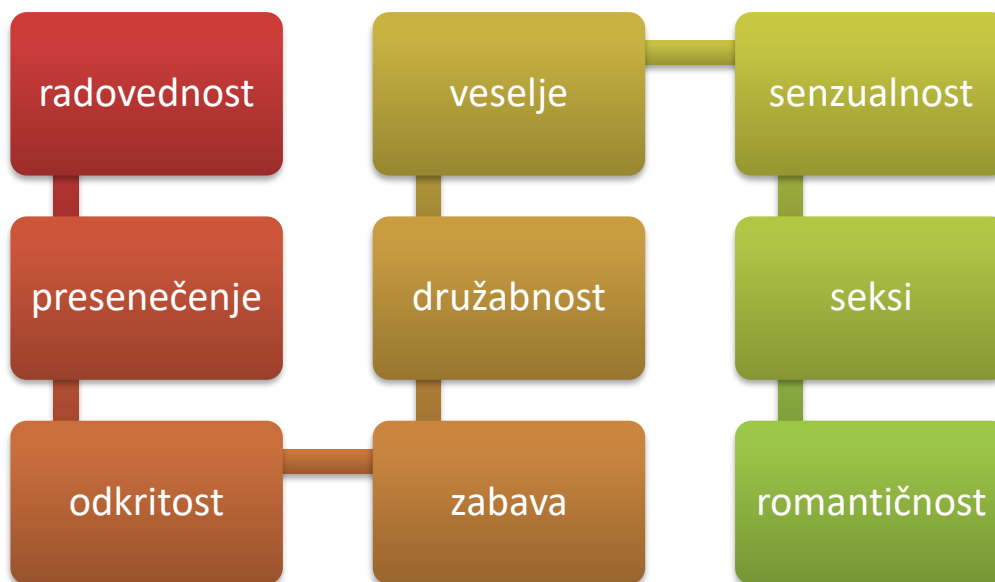 radovednost
presenečenje
odkritost
zabava
družabnost
veselje
senzualnost
seksi
romantičnost